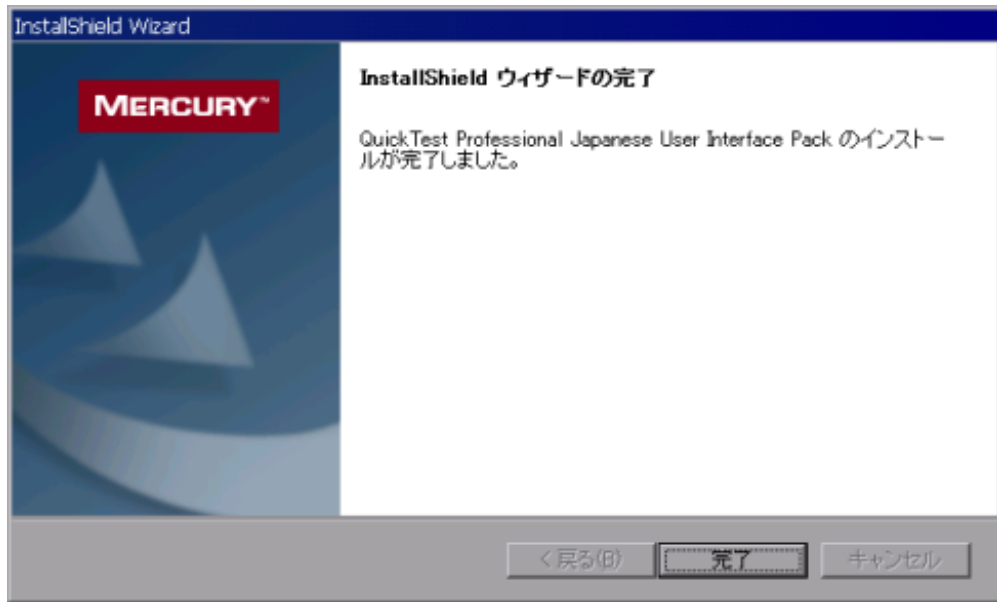 InstallShield Wizard
MERCURY™
InstallShield ウィザードの完了
QuickTest Professional Japanese User Interface Pack のインストー
ルが完了しました。
< 戻る(B)
完了
キャンセル